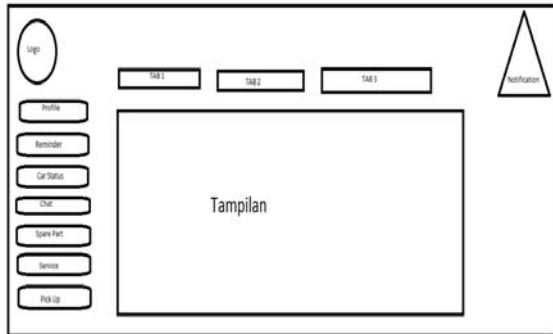 Logo
TAB 1
TAB 2
TAB 3
Notification
Profile
Reminder
Car Status
Chat
Spare Part
Service
Pick Up
Tampilan